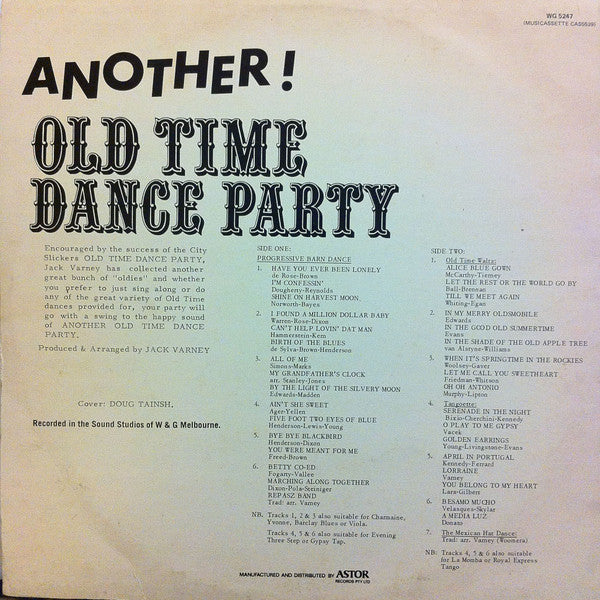 WG 5247
(MUSICASSETTE CAS5539)
ANOTHER!
OLD TIME
DANCE PARTY
Encouraged by the success of the City
Slickers OLD TIME DANCE PARTY,
Jack Varney has collected another
great bunch of "oldies" and whether
you prefer to just sing along or do
any of the great variety of Old Time
dances provided for, your party will
go with a swing to the happy sound
of ANOTHER OLD TIME DANCE
PARTY.
Produced & Arranged by JACK VARNEY
Cover: DOUG TAINSH.
Recorded in the Sound Studios of W & G Melbourne.
SIDE ONE:
PROGRESSIVE BARN DANCE
1. HAVE YOU EVER BEEN LONELY
de Rose-Brown
I'M CONFESSIN'
Dougherty-Reynolds
SHINE ON HARVEST MOON,
Norworth-Bayes
2. I FOUND A MILLION DOLLAR BABY
Warren-Rose-Dixon
CAN'T HELP LOVIN' DAT MAN
Hammerstein-Kern
BIRTH OF THE BLUES
de Sylva-Brown-Henderson
3. ALL OF ME
Simons-Marks
MY GRANDFATHER'S CLOCK
arr. Stanley-Jones
BY THE LIGHT OF THE SILVERY MOON
Edwards-Madden
4. AIN'T SHE SWEET
Ager-Yellen
FIVE FOOT TWO EYES OF BLUE
Henderson-Lewis-Young
5. BYE BYE BLACKBIRD
Henderson-Dixon
YOU WERE MEANT FOR ME
Freed-Brown
6. BETTY CO-ED
Fogarty-Vallee
MARCHING ALONG TOGETHER
Dixon-Pola-Steiniger
REPASZ BAND
Trad: arr. Varney
NB. Tracks 1, 2 & 3 also suitable for Charmaine,
Yvonne, Barclay Blues or Viola.
Tracks 4, 5 & 6 also suitable for Evening
Three Step or Gypsy Tap.
SIDE TWO:
1. Old Time Waltz:
ALICE BLUE GOWN
McCarthy-Tierney
LET THE REST OR THE WORLD GO BY
Ball-Brennan
TILL WE MEET AGAIN
Whiting-Egan
2. IN MY MERRY OLDSMOBILE
Edwards
IN THE GOOD OLD SUMMERTIME
Evans
IN THE SHADE OF THE OLD APPLE TREE
van Alstyne-Williams
3. WHEN IT'S SPRINGTIME IN THE ROCKIES
Woolsey-Gaver
LET ME CALL YOU SWEETHEART
Friedman-Whitson
OH OH ANTONIO
Murphy-Lipton
4. Tangoette:
SERENADE IN THE NIGHT
Bixio-Cherubini-Kennedy
O PLAY TO ME GYPSY
Vacek
GOLDEN EARRINGS
Young-Livingstone-Evans
5. APRIL IN PORTUGAL
Kennedy-Ferrard
LORRAINE
Varney
YOU BELONG TO MY HEART
Lara-Gilbert
6. BESAMO MUCHO
Velasques-Skylar
A MEDIA LUZ
Donato
7. The Mexican Hat Dance:
Trad: arr. Varney (Woomera)
NB: Tracks 4, 5 & 6 also suitable
for La Momba or Royal Express
Tango
MANUFACTURED AND DISTRIBUTED BY ASTOR
RECORDS PTY LTD